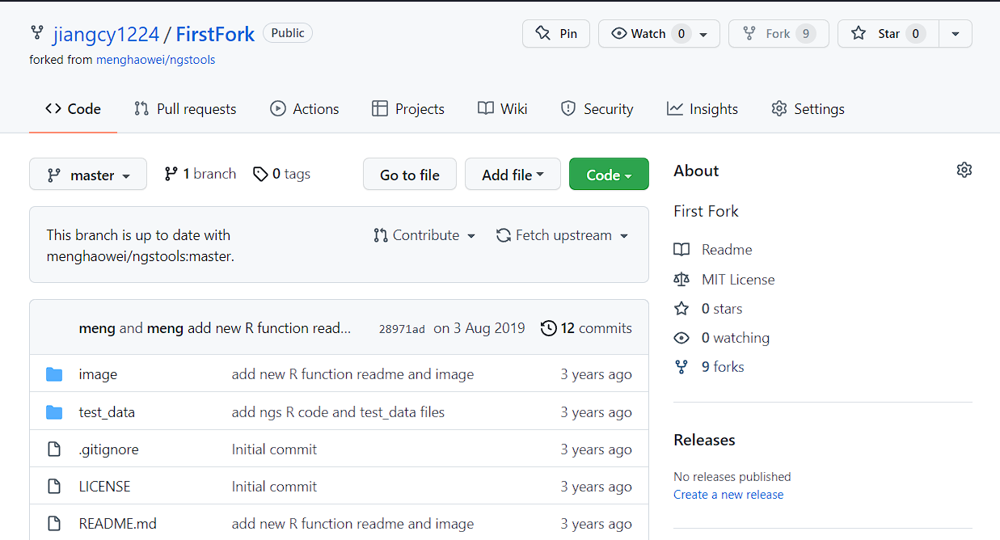 jiangcy1224 / FirstFork Public Pin Watch 0 Fork 9 Star 0
forked from menghaowei/ngstools
Code Pull requests Actions Projects Wiki Security Insights Settings
master 1 branch 0 tags Go to file Add file Code
This branch is up to date with
menghaowei/ngstools:master.
Contribute Fetch upstream
meng and meng add new R function read... 28971ad on 3 Aug 2019 12 commits
image add new R function readme and image 3 years ago
test_data add ngs R code and test_data files 3 years ago
.gitignore Initial commit 3 years ago
LICENSE Initial commit 3 years ago
README.md add new R function readme and image 3 years ago
About
First Fork
Readme
MIT License
0 stars
0 watching
9 forks
Releases
No releases published
Create a new release